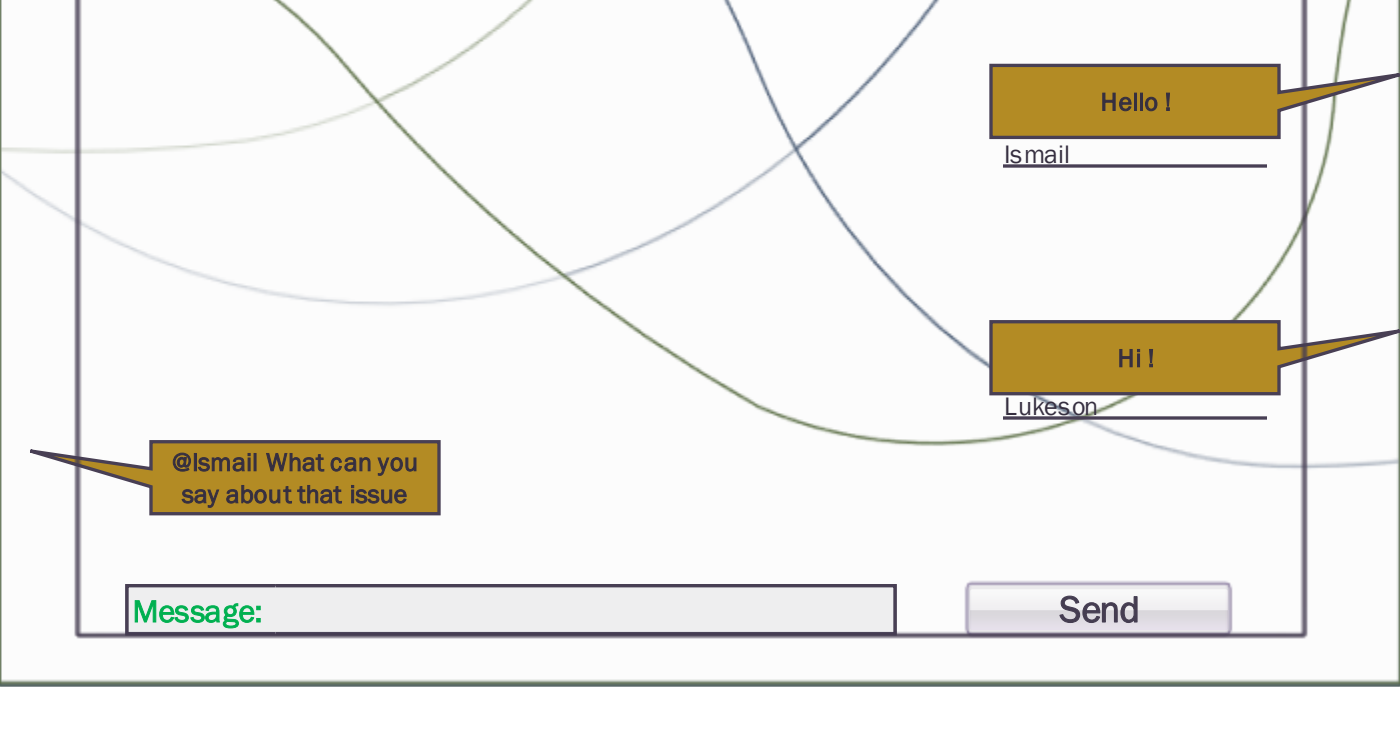 Hello !
Ismail
Hi !
Lukeson
@Ismail What can you
say about that issue
Message:
Send